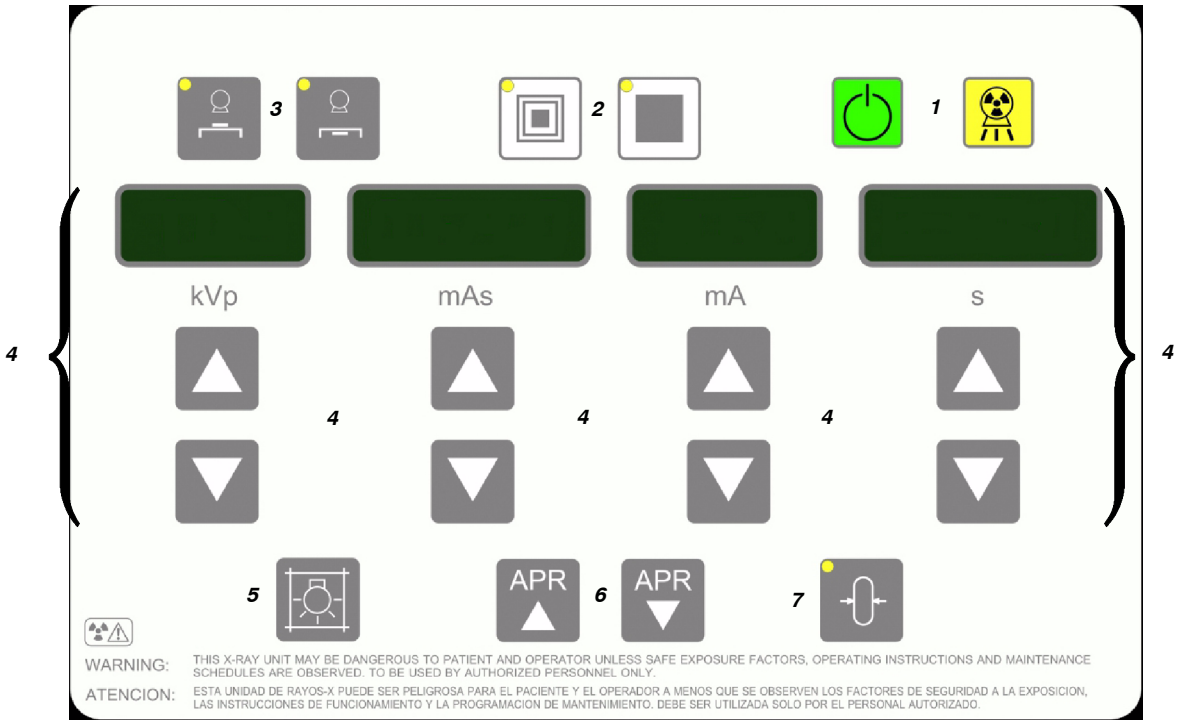 3
2
1
kVp
mAs
mA
s
4
4
4
4
4
5
APR
6
APR
7
WARNING: THIS X-RAY UNIT MAY BE DANGEROUS TO PATIENT AND OPERATOR UNLESS SAFE EXPOSURE FACTORS, OPERATING INSTRUCTIONS AND MAINTENANCE
SCHEDULES ARE OBSERVED. TO BE USED BY AUTHORIZED PERSONNEL ONLY.
ATENCION: ESTA UNIDAD DE RAYOS-X PUEDE SER PELIGROSA PARA EL PACIENTE Y EL OPERADOR A MENOS QUE SE OBSERVEN LOS FACTORES DE SEGURIDAD A LA EXPOSICION,
LAS INSTRUCCIONES DE FUNCIONAMIENTO Y LA PROGRAMACION DE MANTENIMIENTO. DEBE SER UTILIZADA SOLO POR EL PERSONAL AUTORIZADO.